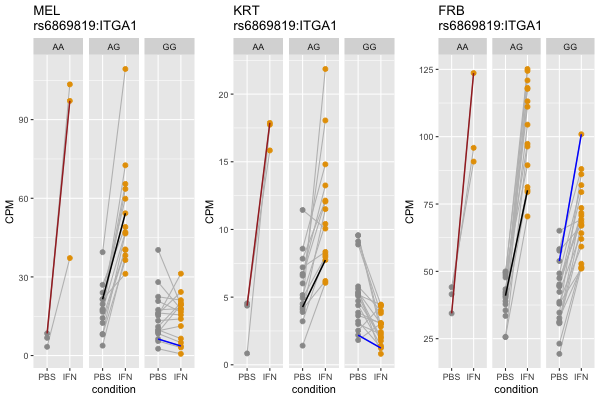 MEL
rs6869819:ITGA1
AA AG GG
CPM
90
60
30
0
PBS IFN PBS IFN PBS IFN
condition
KRT
rs6869819:ITGA1
AA AG GG
CPM
20
15
10
5
0
PBS IFN PBS IFN PBS IFN
condition
FRB
rs6869819:ITGA1
AA AG GG
CPM
125
100
75
50
25
PBS IFN PBS IFN PBS IFN
condition